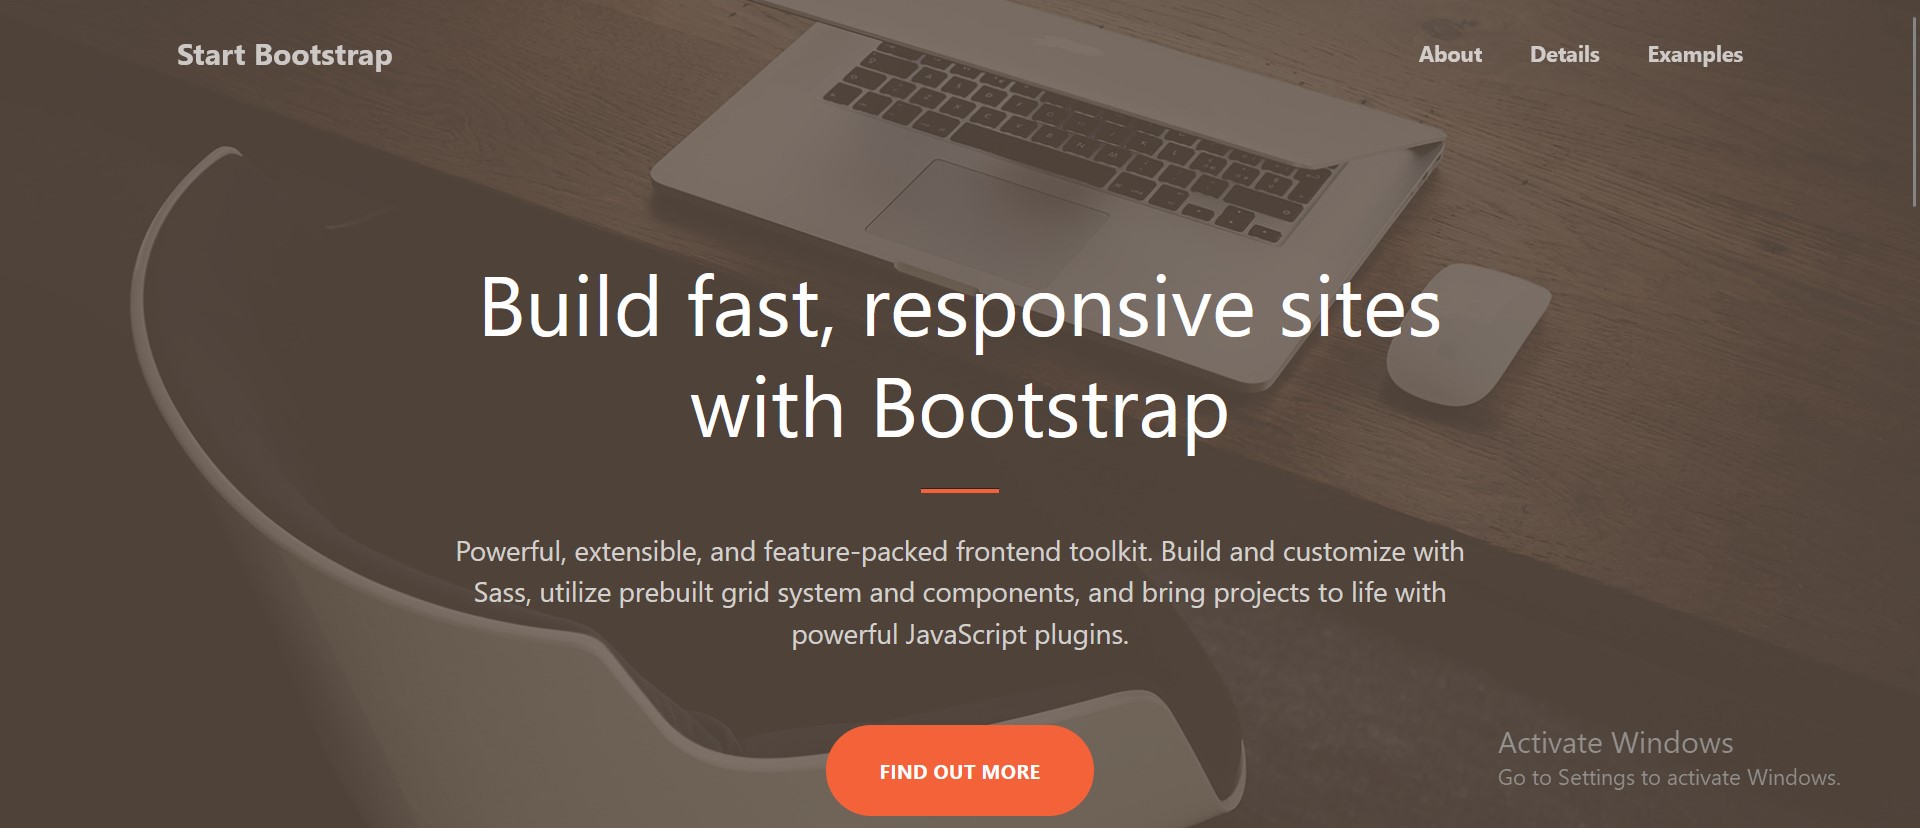 Start Bootstrap
About Details Examples
Build fast, responsive sites
with Bootstrap
Powerful, extensible, and feature-packed frontend toolkit. Build and customize with
Sass, utilize prebuilt grid system and components, and bring projects to life with
powerful JavaScript plugins.
FIND OUT MORE
Activate Windows
Go to Settings to activate Windows.